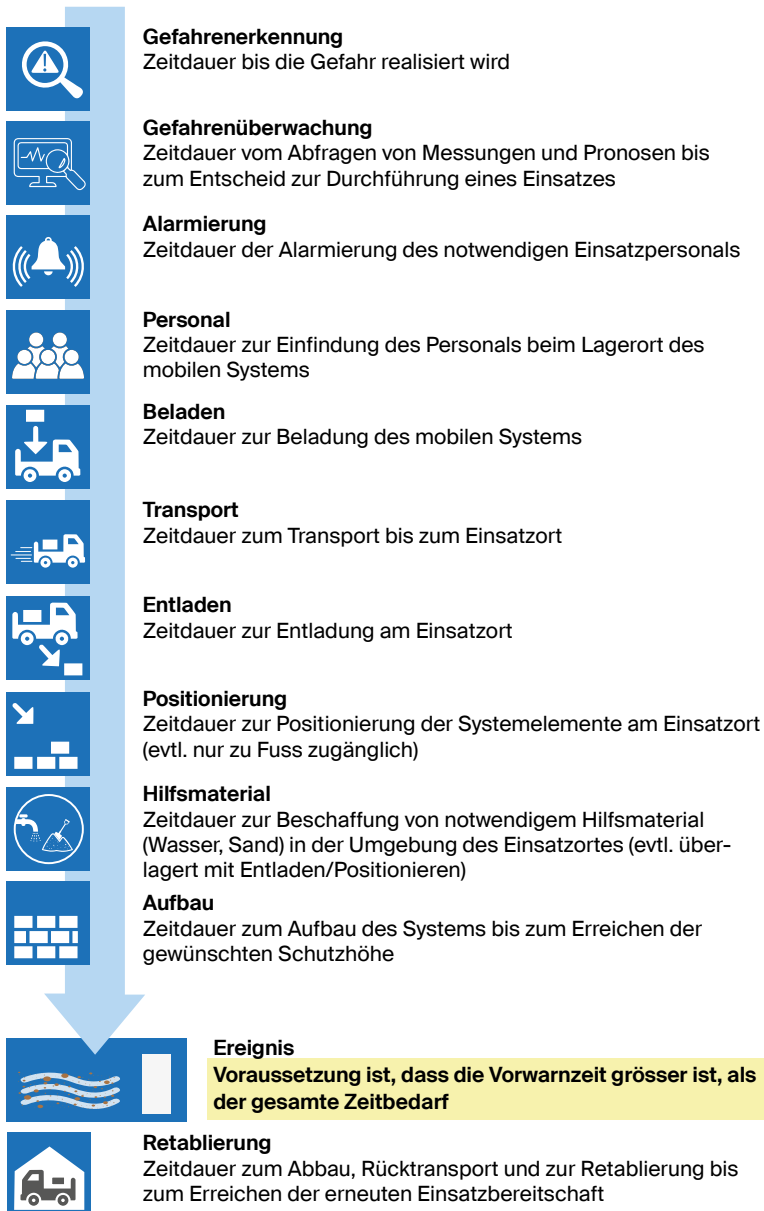 Gefahrenerkennung
Zeitdauer bis die Gefahr realisiert wird
Gefahrenüberwachung
Zeitdauer vom Abfragen von Messungen und Pronosen bis
zum Entscheid zur Durchführung eines Einsatzes
Alarmierung
Zeitdauer der Alarmierung des notwendigen Einsatzpersonals
Personal
Zeitdauer zur Einfindung des Personals beim Lagerort des
mobilen Systems
Beladen
Zeitdauer zur Beladung des mobilen Systems
Transport
Zeitdauer zum Transport bis zum Einsatzort
Entladen
Zeitdauer zur Entladung am Einsatzort
Positionierung
Zeitdauer zur Positionierung der Systemelemente am Einsatzort
(evtl. nur zu Fuss zugänglich)
Hilfsmaterial
Zeitdauer zur Beschaffung von notwendigem Hilfsmaterial
(Wasser, Sand) in der Umgebung des Einsatzortes (evtl. über-
lagert mit Entladen/Positionieren)
Aufbau
Zeitdauer zum Aufbau des Systems bis zum Erreichen der
gewünschten Schutzhöhe
Ereignis
Voraussetzung ist, dass die Vorwarnzeit grösser ist, als
der gesamte Zeitbedarf
Retablierung
Zeitdauer zum Abbau, Rücktransport und zur Retablierung bis
zum Erreichen der erneuten Einsatzbereitschaft